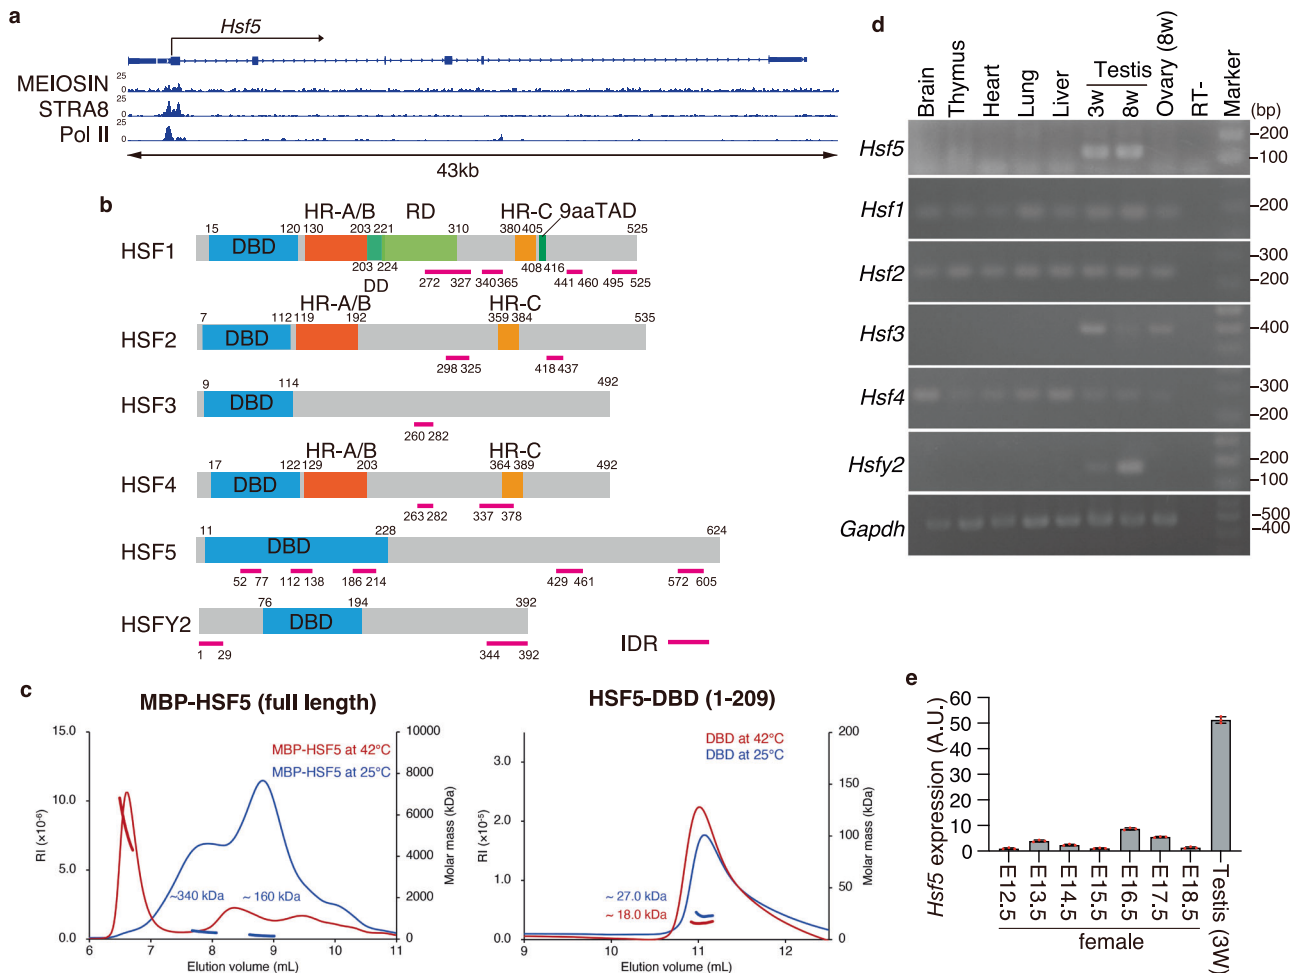 a
Hsf5
MEIOSIN
25
0
STRA8
25
0
Pol II
25
0
43kb
b
HR-A/B RD HR-C 9aaTAD
15 120 130 203 221 310 380 405 525
HSF1 DBD
203 224 408 416
272 327 340 365 441 460 495 525
DD
HR-A/B HR-C
7 112 119 192 359 384 535
HSF2 DBD
298 325 418 437
9 114 492
HSF3 DBD
260 282
HR-A/B HR-C
17 122 129 203 364 389 492
HSF4 DBD
263 282 337 378
11 228 624
HSF5 DBD
52 77 112 138 186 214 429 461 572 605
76 194 392
HSFY2 DBD
1 29 344 392
IDR
c
MBP-HSF5 (full length)
MBP-HSF5 at 42°C
MBP-HSF5 at 25°C
15.0
10.0
5.0
0.0
RI (×10⁻⁶)
10000
8000
6000
4000
2000
0
Molar mass (kDa)
~340 kDa
~ 160 kDa
6 7 8 9 10 11
Elution volume (mL)
HSF5-DBD (1-209)
DBD at 42°C
DBD at 25°C
3.0
2.0
1.0
0.0
RI (×10⁻⁵)
200
150
100
50
0
Molar mass (kDa)
~ 27.0 kDa
~ 18.0 kDa
9 10 11 12
Elution volume (mL)
d
Brain Thymus Heart Lung Liver Testis 3w 8w Ovary (8w) RT- Marker
(bp)
Hsf5
200
100
Hsf1
200
Hsf2
300
200
Hsf3
400
Hsf4
300
200
Hsfy2
200
100
Gapdh
500
400
e
Hsf5 expression (A.U.)
60
50
40
30
20
10
0
E12.5 E13.5 E14.5 E15.5 E16.5 E17.5 E18.5 Testis (3W)
female